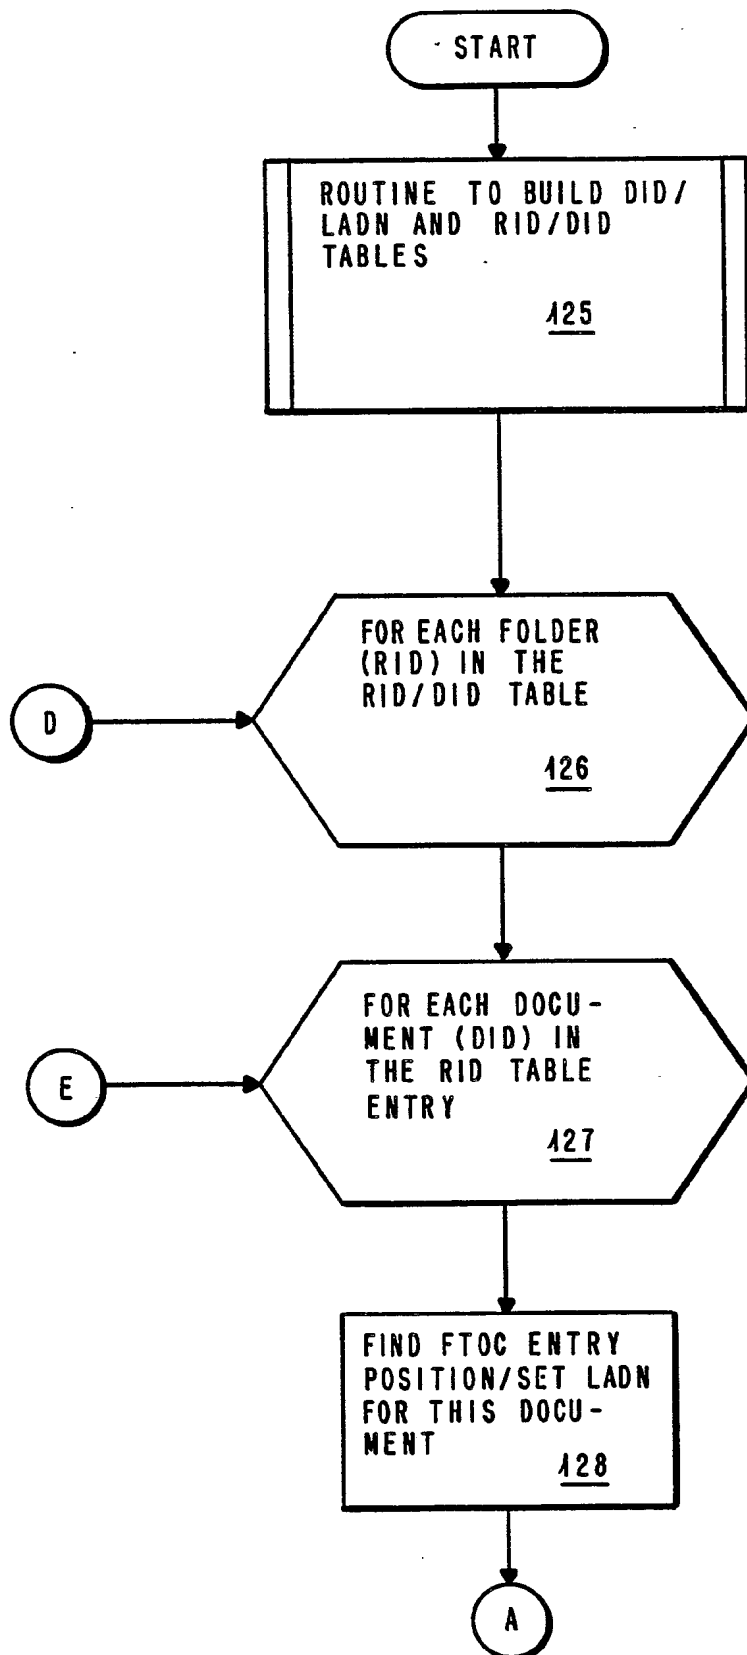 START
ROUTINE TO BUILD DID/
LADN AND RID/DID
TABLES
125
FOR EACH FOLDER
(RID) IN THE
RID/DID TABLE
126
D
FOR EACH DOCU-
MENT (DID) IN
THE RID TABLE
ENTRY
127
E
FIND FTOC ENTRY
POSITION/SET LADN
FOR THIS DOCU-
MENT
128
A